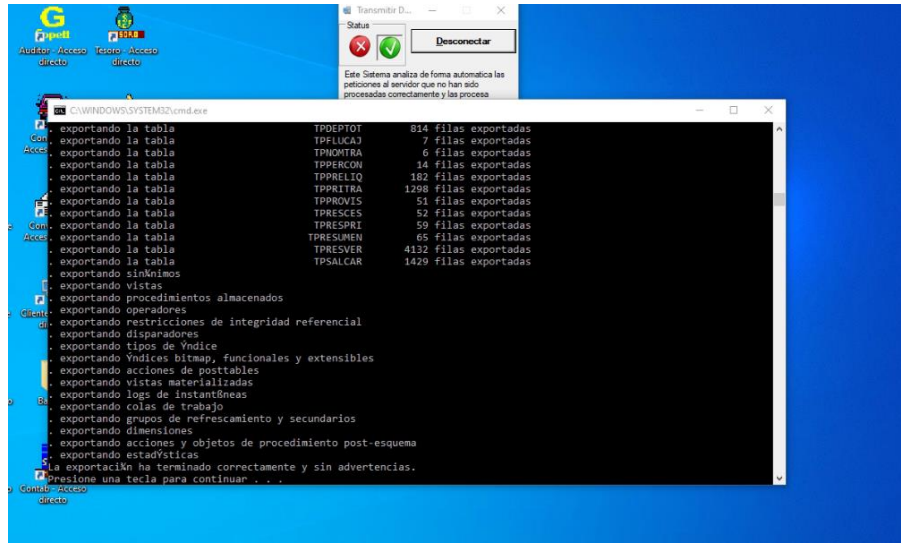 Gppell
Auditor - Acceso directo
Tesoro - Acceso directo
Transmitir D...
Status
Desconectar
Este Sistema analiza de forma automatica las
peticiones al servidor que no han sido
procesadas correctamente y las procesa
C:\WINDOWS\SYSTEM32\cmd.exe
. exportando la tabla TPDEPTOT 814 filas exportadas
. exportando la tabla TPFLUCAJ 7 filas exportadas
. exportando la tabla TPNOMTRA 6 filas exportadas
. exportando la tabla TPPERCON 14 filas exportadas
. exportando la tabla TPPRELIQ 182 filas exportadas
. exportando la tabla TPPRITRA 1298 filas exportadas
. exportando la tabla TPPROVIS 51 filas exportadas
. exportando la tabla TPRESCES 52 filas exportadas
. exportando la tabla TPRESPRI 59 filas exportadas
. exportando la tabla TPRESUMEN 65 filas exportadas
. exportando la tabla TPRESVER 4132 filas exportadas
. exportando la tabla TPSALCAR 1429 filas exportadas
. exportando sin¾nimos
. exportando vistas
. exportando procedimientos almacenados
. exportando operadores
. exportando restricciones de integridad referencial
. exportando disparadores
. exportando tipos de Ýndice
. exportando Ýndices bitmap, funcionales y extensibles
. exportando acciones de posttables
. exportando vistas materializadas
. exportando logs de instantßneas
. exportando colas de trabajo
. exportando grupos de refrescamiento y secundarios
. exportando dimensiones
. exportando acciones y objetos de procedimiento post-esquema
. exportando estadÝsticas
La exportaci¾n ha terminado correctamente y sin advertencias.
Presione una tecla para continuar . . .
Contab - Acceso
directo